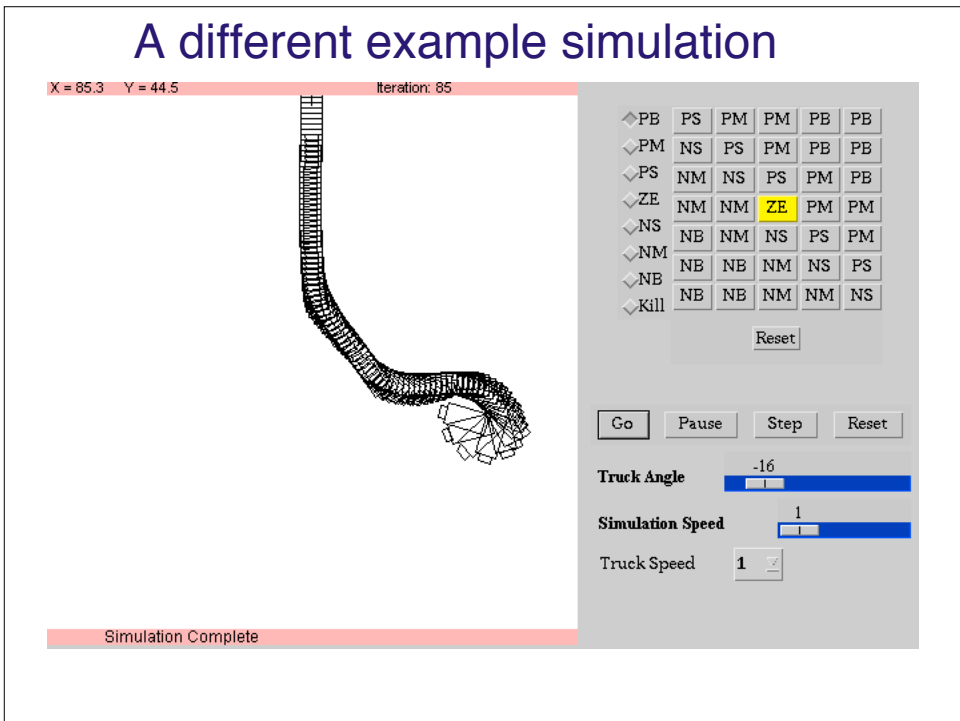 A different example simulation
X = 85.3 Y = 44.5 Iteration: 85
PB PS PM PM PB PB
PM NS PS PM PB PB
PS NM NS PS PM PB
ZE NM NM ZE PM PM
NS NB NM NS PS PM
NM NB NB NM NS PS
NB NB NB NM NM NS
Kill
Reset
Go Pause Step Reset
-16
Truck Angle
1
Simulation Speed
Truck Speed 1
Simulation Complete